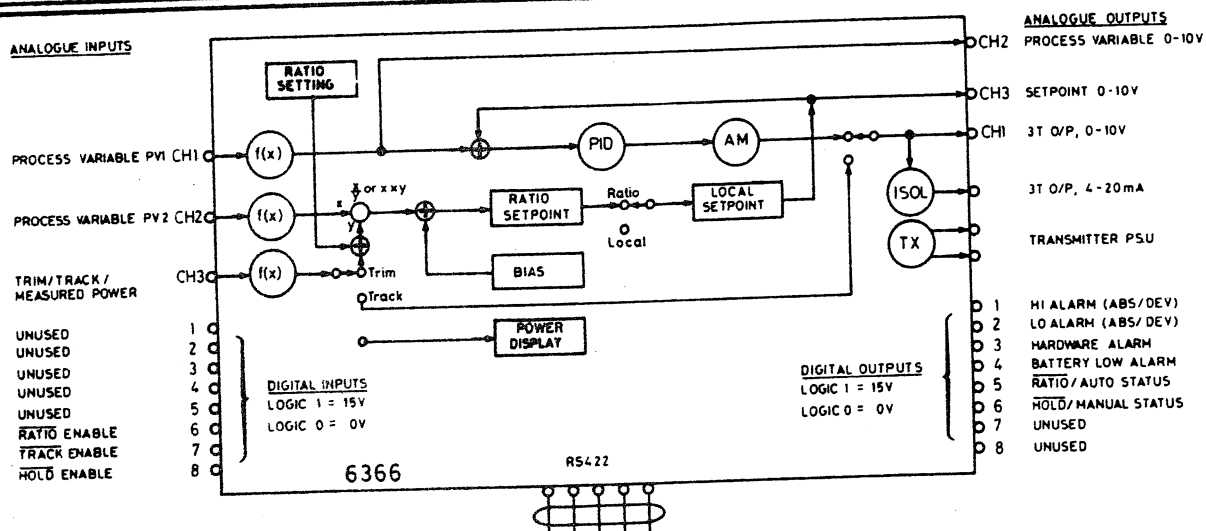 ANALOGUE INPUTS
ANALOGUE OUTPUTS
CH2 PROCESS VARIABLE 0-10V
RATIO
SETTING
CH3 SETPOINT 0-10V
CH1 3T O/P, 0-10V
PROCESS VARIABLE PV1 CH1
f(x)
PID
AM
ISOL
3T O/P, 4-20mA
x/y or x x y
PROCESS VARIABLE PV2 CH2
f(x)
x
y
RATIO
SETPOINT
Ratio
Local
LOCAL
SETPOINT
TX
TRANSMITTER P.S.U
TRIM/TRACK/
MEASURED POWER
CH3
f(x)
Trim
BIAS
Track
POWER
DISPLAY
UNUSED 1
UNUSED 2
UNUSED 3
UNUSED 4
UNUSED 5
RATIO ENABLE 6
TRACK ENABLE 7
HOLD ENABLE 8
DIGITAL INPUTS
LOGIC 1 = 15V
LOGIC 0 = 0V
DIGITAL OUTPUTS
LOGIC 1 = 15V
LOGIC 0 = 0V
1 HI ALARM (ABS/DEV)
2 LO ALARM (ABS/DEV)
3 HARDWARE ALARM
4 BATTERY LOW ALARM
5 RATIO/AUTO STATUS
6 HOLD/MANUAL STATUS
7 UNUSED
8 UNUSED
6366
RS422